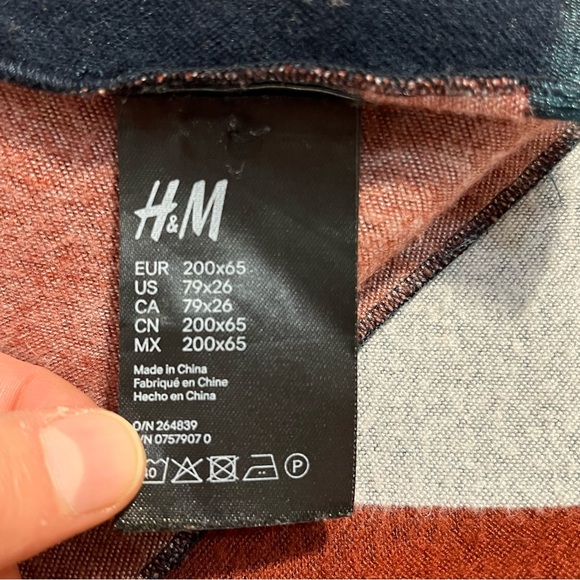 H&M
EUR 200x65
US 79x26
CA 79x26
CN 200x65
MX 200x65
Made in China
Fabriqué en Chine
Hecho en China
O/N 264839
/N 0757907 0
P